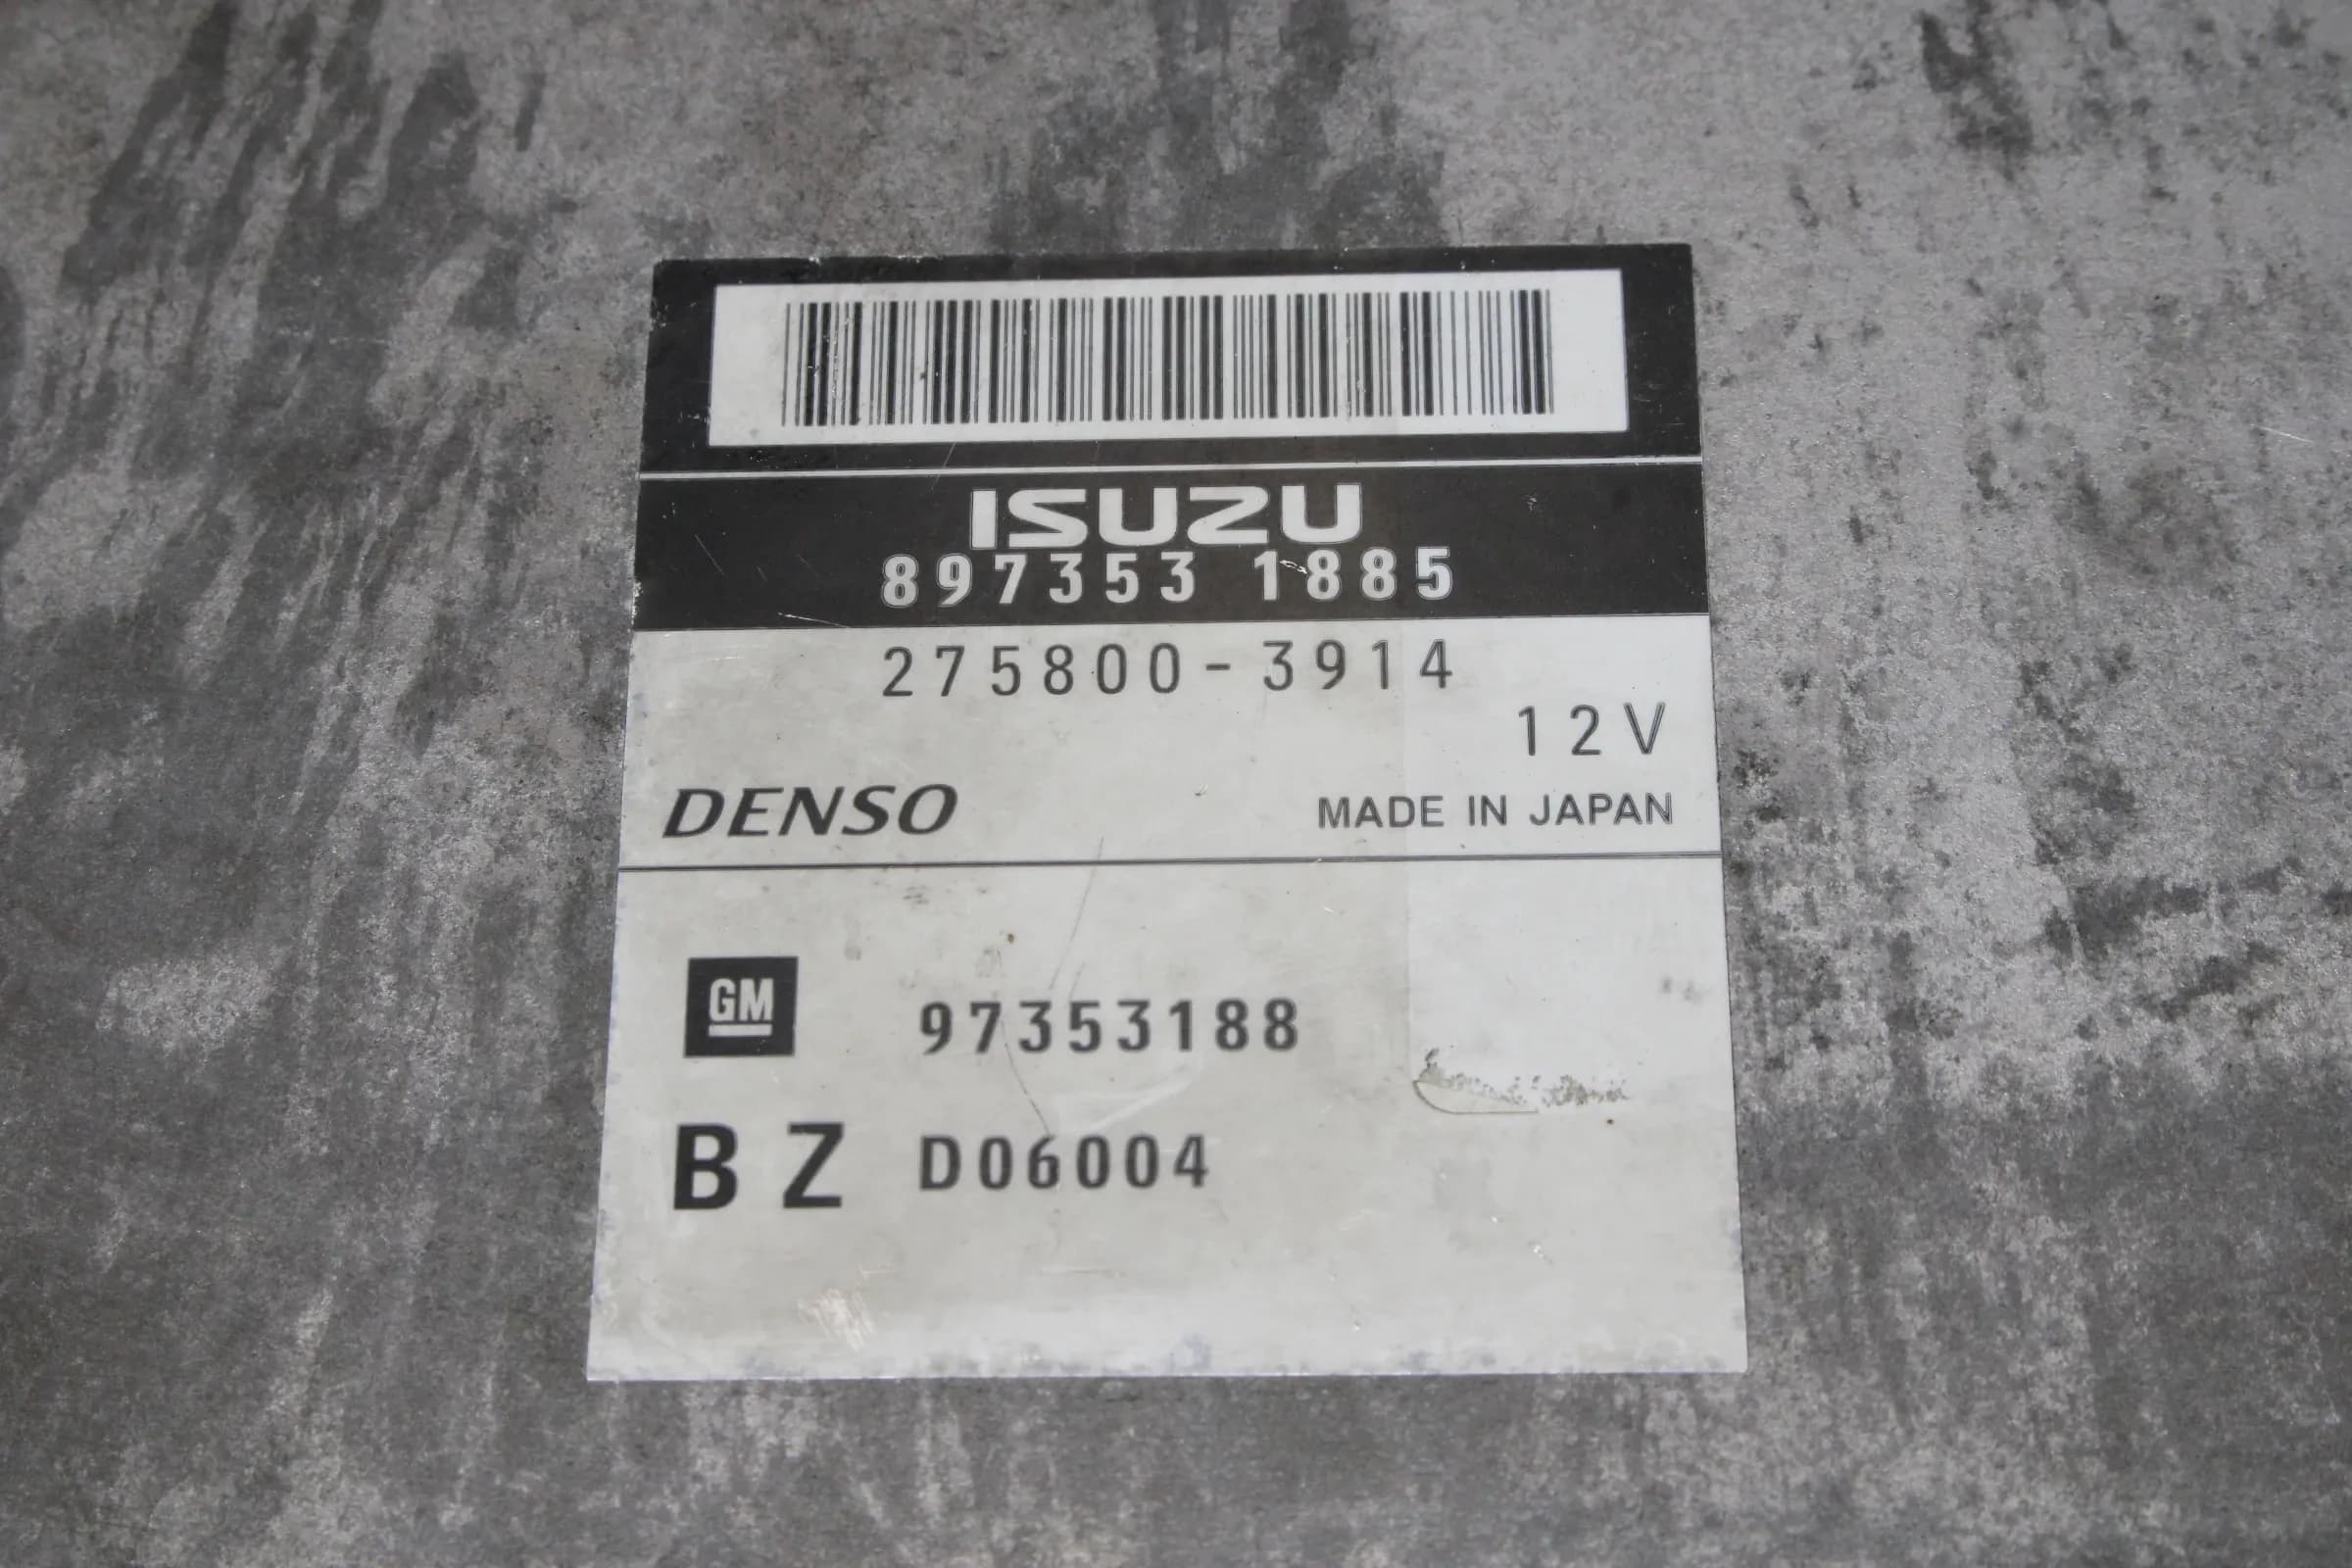 ISUZU
897353 1885
275800-3914
12V
DENSO MADE IN JAPAN
GM 97353188
BZ D06004